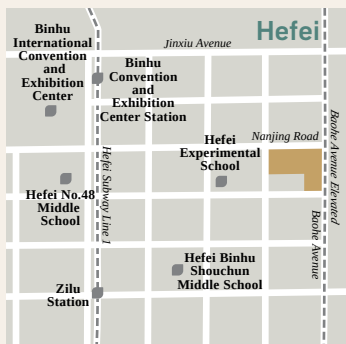 Hefei
Binhu
International
Convention
and
Exhibition
Center
Jinxiu Avenue
Binhu
Convention
and
Exhibition
Center Station
Hefei
Experimental
School
Nanjing Road
Baohe Avenue Elevated
Hefei Subway Line 1
Hefei No.48
Middle
School
Baohe Avenue
Hefei Binhu
Shouchun
Middle School
Zilu
Station